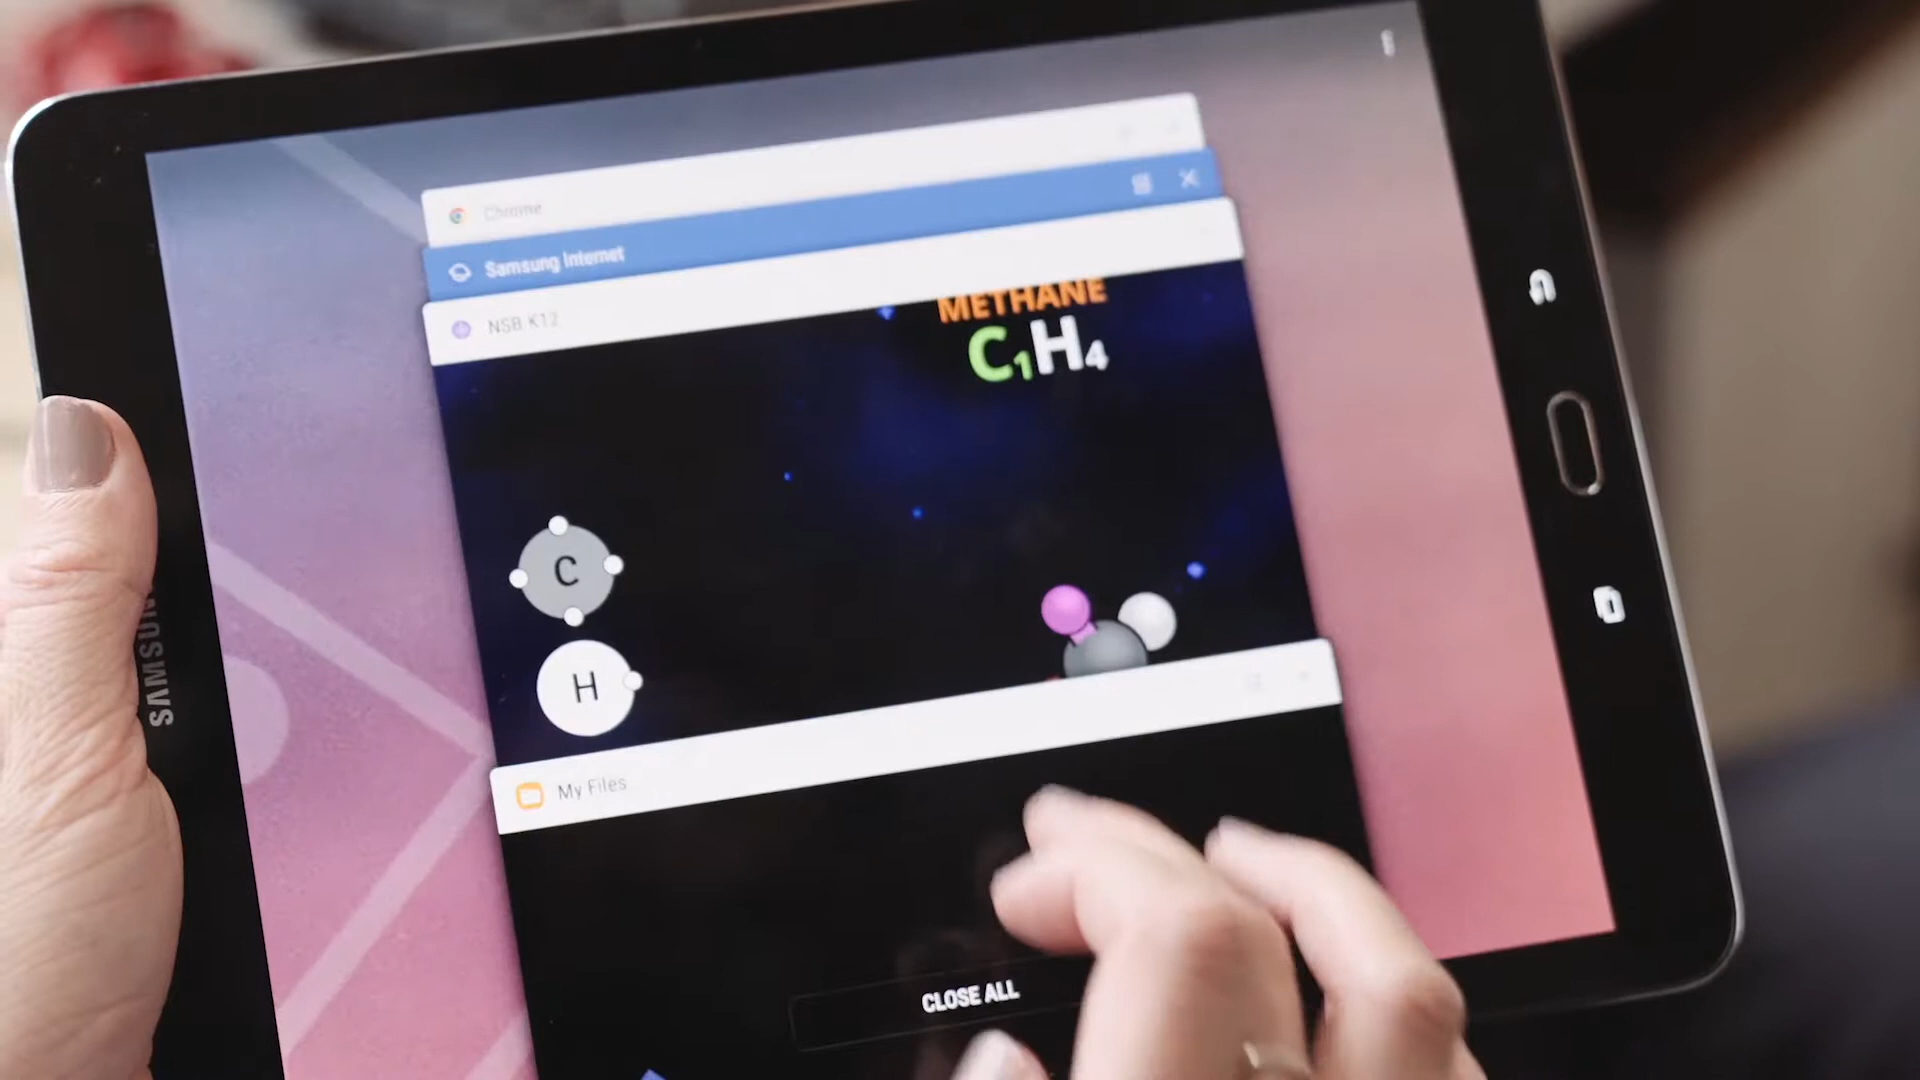 Chrome
Samsung Internet
NSB K12
METHANE
C1H4
C
H
My Files
CLOSE ALL
SAMSUNG